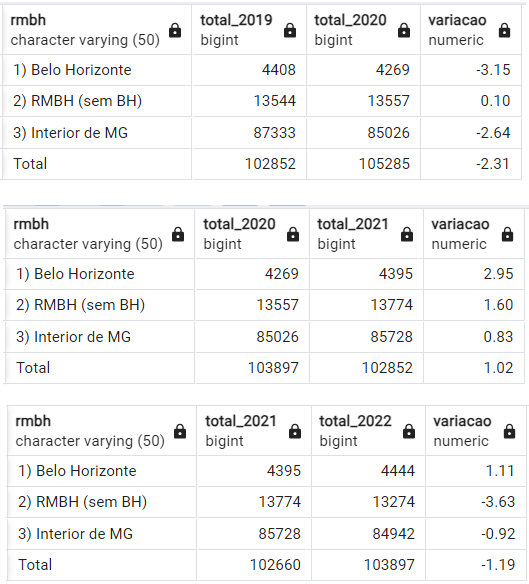 rmbh total_2019 total_2020 variacao
character varying (50) bigint bigint numeric
1) Belo Horizonte 4408 4269 -3.15
2) RMBH (sem BH) 13544 13557 0.10
3) Interior de MG 87333 85026 -2.64
Total 102852 105285 -2.31
rmbh total_2020 total_2021 variacao
character varying (50) bigint bigint numeric
1) Belo Horizonte 4269 4395 2.95
2) RMBH (sem BH) 13557 13774 1.60
3) Interior de MG 85026 85728 0.83
Total 103897 102852 1.02
rmbh total_2021 total_2022 variacao
character varying (50) bigint bigint numeric
1) Belo Horizonte 4395 4444 1.11
2) RMBH (sem BH) 13774 13274 -3.63
3) Interior de MG 85728 84942 -0.92
Total 102660 103897 -1.19